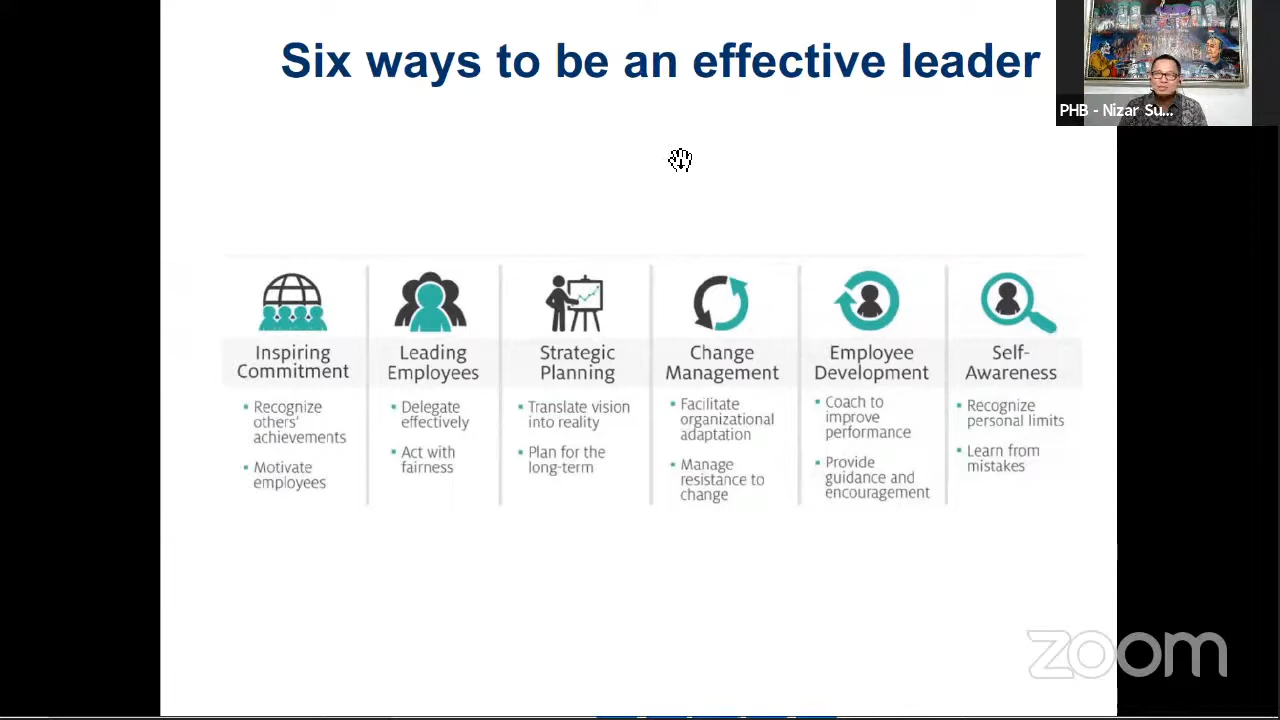 Six ways to be an effective leader
PHB - Nizar Su...
Inspiring
Commitment
Recognize
others'
achievements
Motivate
employees
Leading
Employees
Delegate
effectively
Act with
fairness
Strategic
Planning
Translate vision
into reality
Plan for the
long-term
Change
Management
Facilitate
organizational
adaptation
Manage
resistance to
change
Employee
Development
Coach to
improve
performance
Provide
guidance and
encouragement
Self-
Awareness
Recognize
personal limits
Learn from
mistakes
zoom